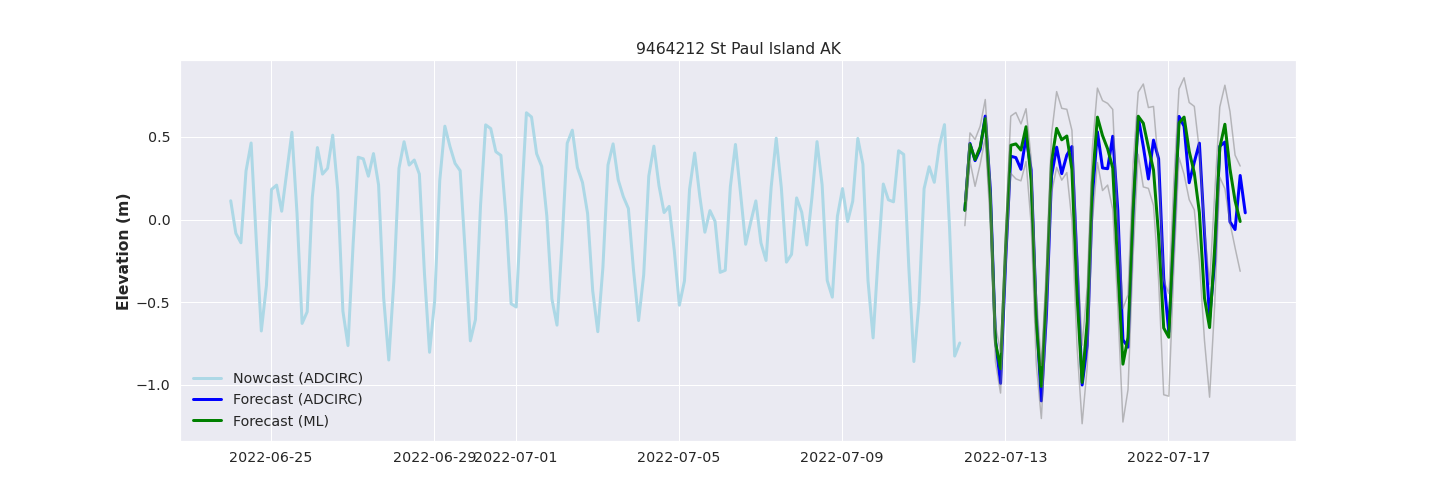 9464212 St Paul Island AK
Elevation (m)
0.5
0.0
−0.5
−1.0
Nowcast (ADCIRC)
Forecast (ADCIRC)
Forecast (ML)
2022-06-25 2022-06-29 2022-07-01 2022-07-05 2022-07-09 2022-07-13 2022-07-17